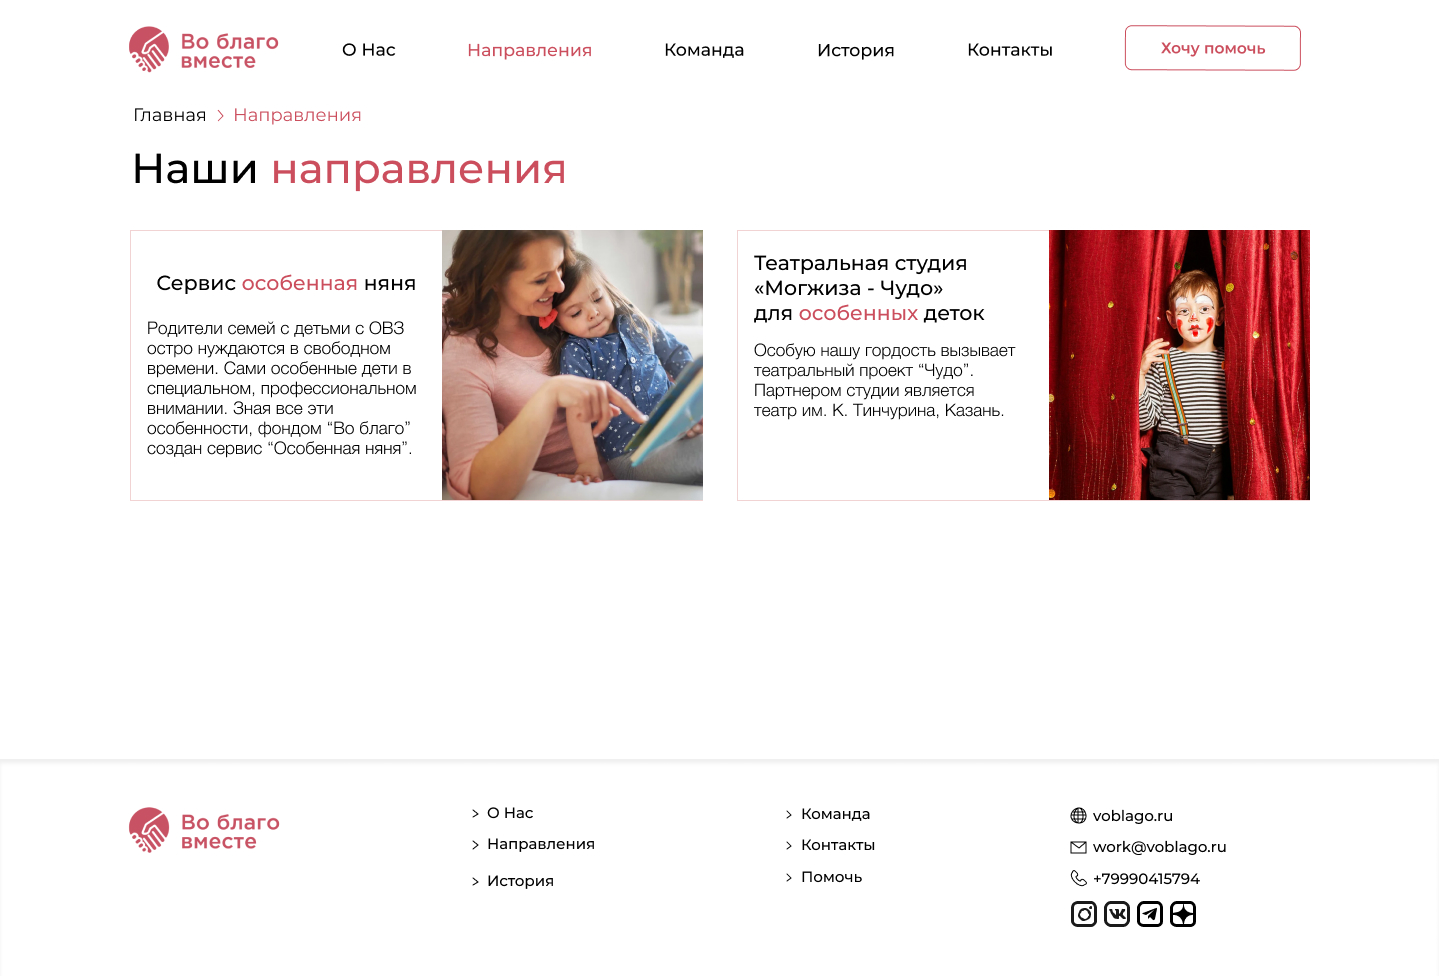 Во благо
вместе
О Нас
Направления
Команда
История
Контакты
Хочу помочь
Главная
Направления
Наши направления
Сервис особенная няня
Родители семей с детьми с ОВЗ
остро нуждаются в свободном
времени. Сами особенные дети в
специальном, профессиональном
внимании. Зная все эти
особенности, фондом “Во благо”
создан сервис “Особенная няня”.
Театральная студия
«Могжиза - Чудо»
для особенных деток
Особую нашу гордость вызывает
театральный проект “Чудо”.
Партнером студии является
театр им. К. Тинчурина, Казань.
Во благо
вместе
О Нас
Направления
История
Команда
Контакты
Помочь
voblago.ru
work@voblago.ru
+79990415794